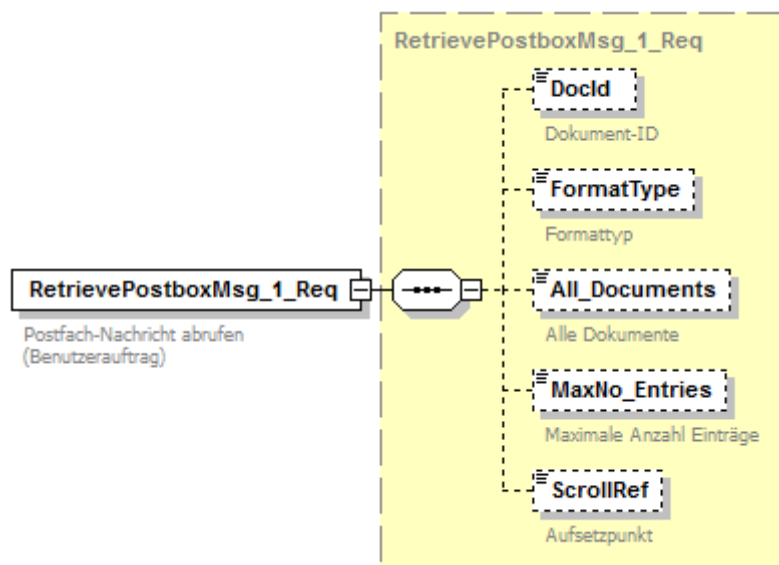 RetrievePostboxMsg_1_Req
DocId
Dokument-ID
FormatType
Formattyp
RetrievePostboxMsg_1_Req
Postfach-Nachricht abrufen
(Benutzerauftrag)
All_Documents
Alle Dokumente
MaxNo_Entries
Maximale Anzahl Einträge
ScrollRef
Aufsetzpunkt